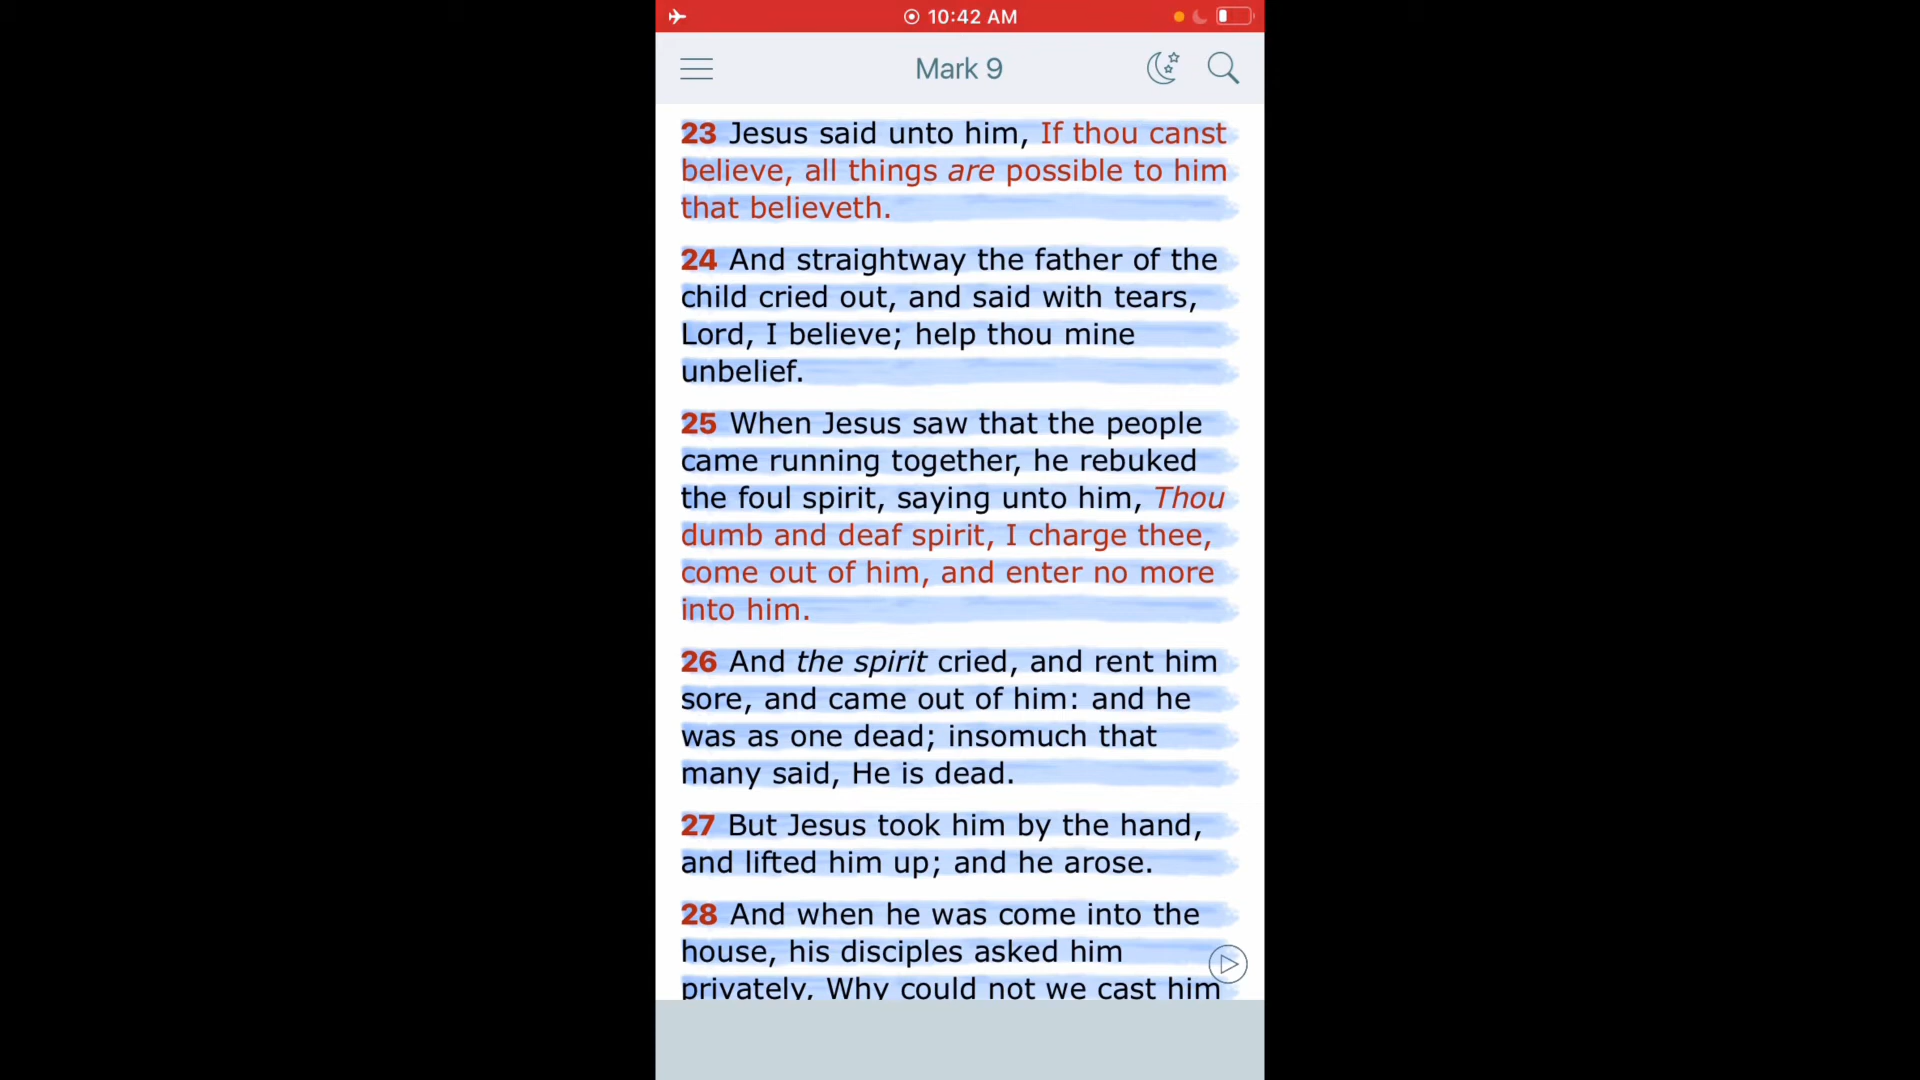 10:42 AM
Mark 9
23 Jesus said unto him, If thou canst
believe, all things are possible to him
that believeth.
24 And straightway the father of the
child cried out, and said with tears,
Lord, I believe; help thou mine
unbelief.
25 When Jesus saw that the people
came running together, he rebuked
the foul spirit, saying unto him, Thou
dumb and deaf spirit, I charge thee,
come out of him, and enter no more
into him.
26 And the spirit cried, and rent him
sore, and came out of him: and he
was as one dead; insomuch that
many said, He is dead.
27 But Jesus took him by the hand,
and lifted him up; and he arose.
28 And when he was come into the
house, his disciples asked him
privately, Why could not we cast him